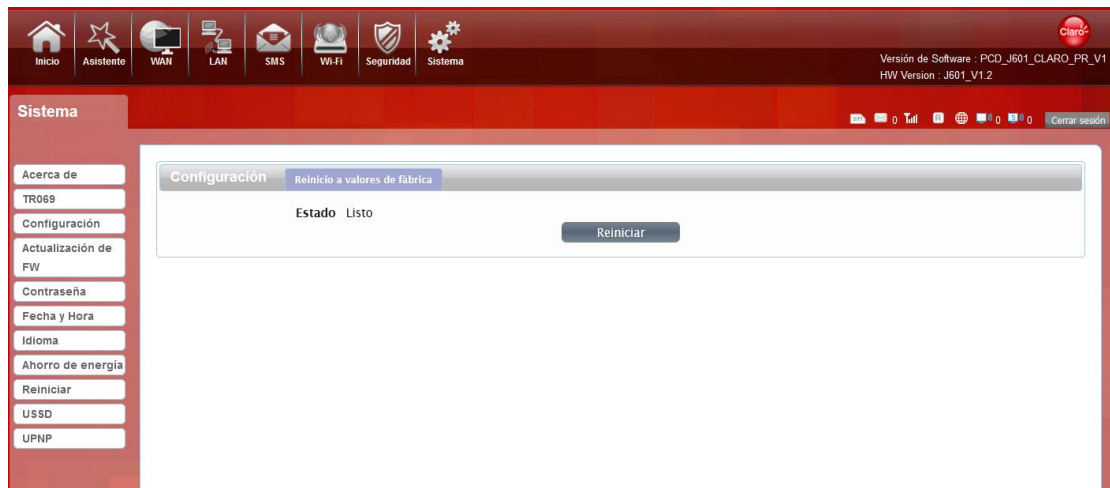 Inicio Asistente WAN LAN SMS Wi-Fi Seguridad Sistema
Claro
Versión de Software : PCD_J601_CLARO_PR_V1
HW Version : J601_V1.2
Sistema
sim 0 R 0 0 Cerrar sesión
Acerca de
TR069
Configuración
Actualización de
FW
Contraseña
Fecha y Hora
Idioma
Ahorro de energía
Reiniciar
USSD
UPNP
Configuración Reinicio a valores de fàbrica
Estado Listo
Reiniciar